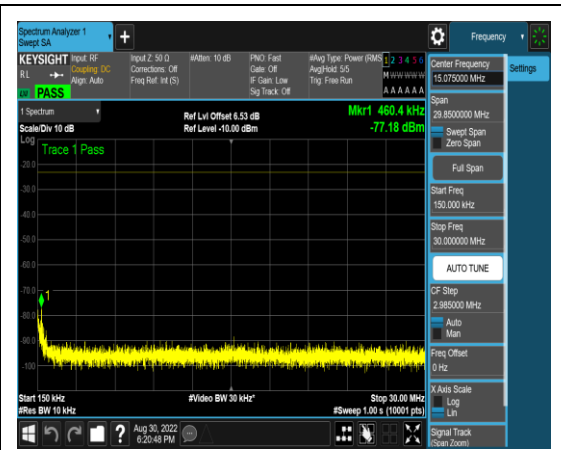 Spectrum Analyzer 1
Swept SA
+
Frequency
KEYSIGHT
Input: RF
Input Z: 50 Ω
#Atten: 10 dB
PNO: Fast
#Avg Type: Power (RMS
1 2 3 4 5 6
RL
Coupling: DC
Corrections: Off
Gate: Off
Avg|Hold: 5/5
M W W W W W
Align: Auto
Freq Ref: Int (S)
IF Gain: Low
Trig: Free Run
Sig Track: Off
A A A A A A
LXI
PASS
1 Spectrum
Ref Lvl Offset 6.53 dB
Mkr1 460.4 kHz
Scale/Div 10 dB
Ref Level -10.00 dBm
-77.18 dBm
Log
Trace 1 Pass
-20.0
-30.0
-40.0
-50.0
-60.0
-70.0
1
-80.0
-90.0
-100
Start 150 kHz
#Video BW 30 kHz*
Stop 30.00 MHz
#Res BW 10 kHz
#Sweep 1.00 s (10001 pts)
Center Frequency
15.075000 MHz
Settings
Span
29.8500000 MHz
Swept Span
Zero Span
Full Span
Start Freq
150.000 kHz
Stop Freq
30.000000 MHz
AUTO TUNE
CF Step
2.985000 MHz
Auto
Man
Freq Offset
0 Hz
X Axis Scale
Log
Lin
Signal Track
(Span Zoom)
?
Aug 30, 2022
6:20:48 PM